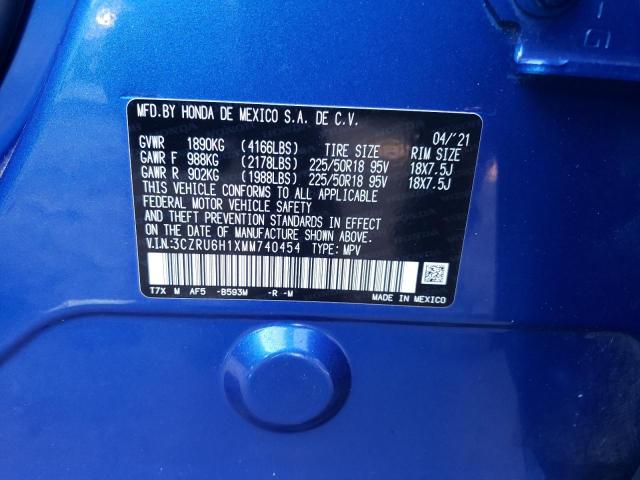 MFD.BY HONDA DE MEXICO S.A. DE C.V.
04/'21
GVWR 1890KG (4166LBS) TIRE SIZE RIM SIZE
GAWR F 988KG (2178LBS) 225/50R18 95V 18X7.5J
GAWR R 902KG (1988LBS) 225/50R18 95V 18X7.5J
THIS VEHICLE CONFORMS TO ALL APPLICABLE
FEDERAL MOTOR VEHICLE SAFETY
AND THEFT PREVENTION STANDARDS IN EFFECT
ON THE DATE OF MANUFACTURE SHOWN ABOVE.
V.I.N:3CZRU6H1XMM740454 TYPE: MPV
T7X M AF5 -B593M -R -M
MADE IN MEXICO